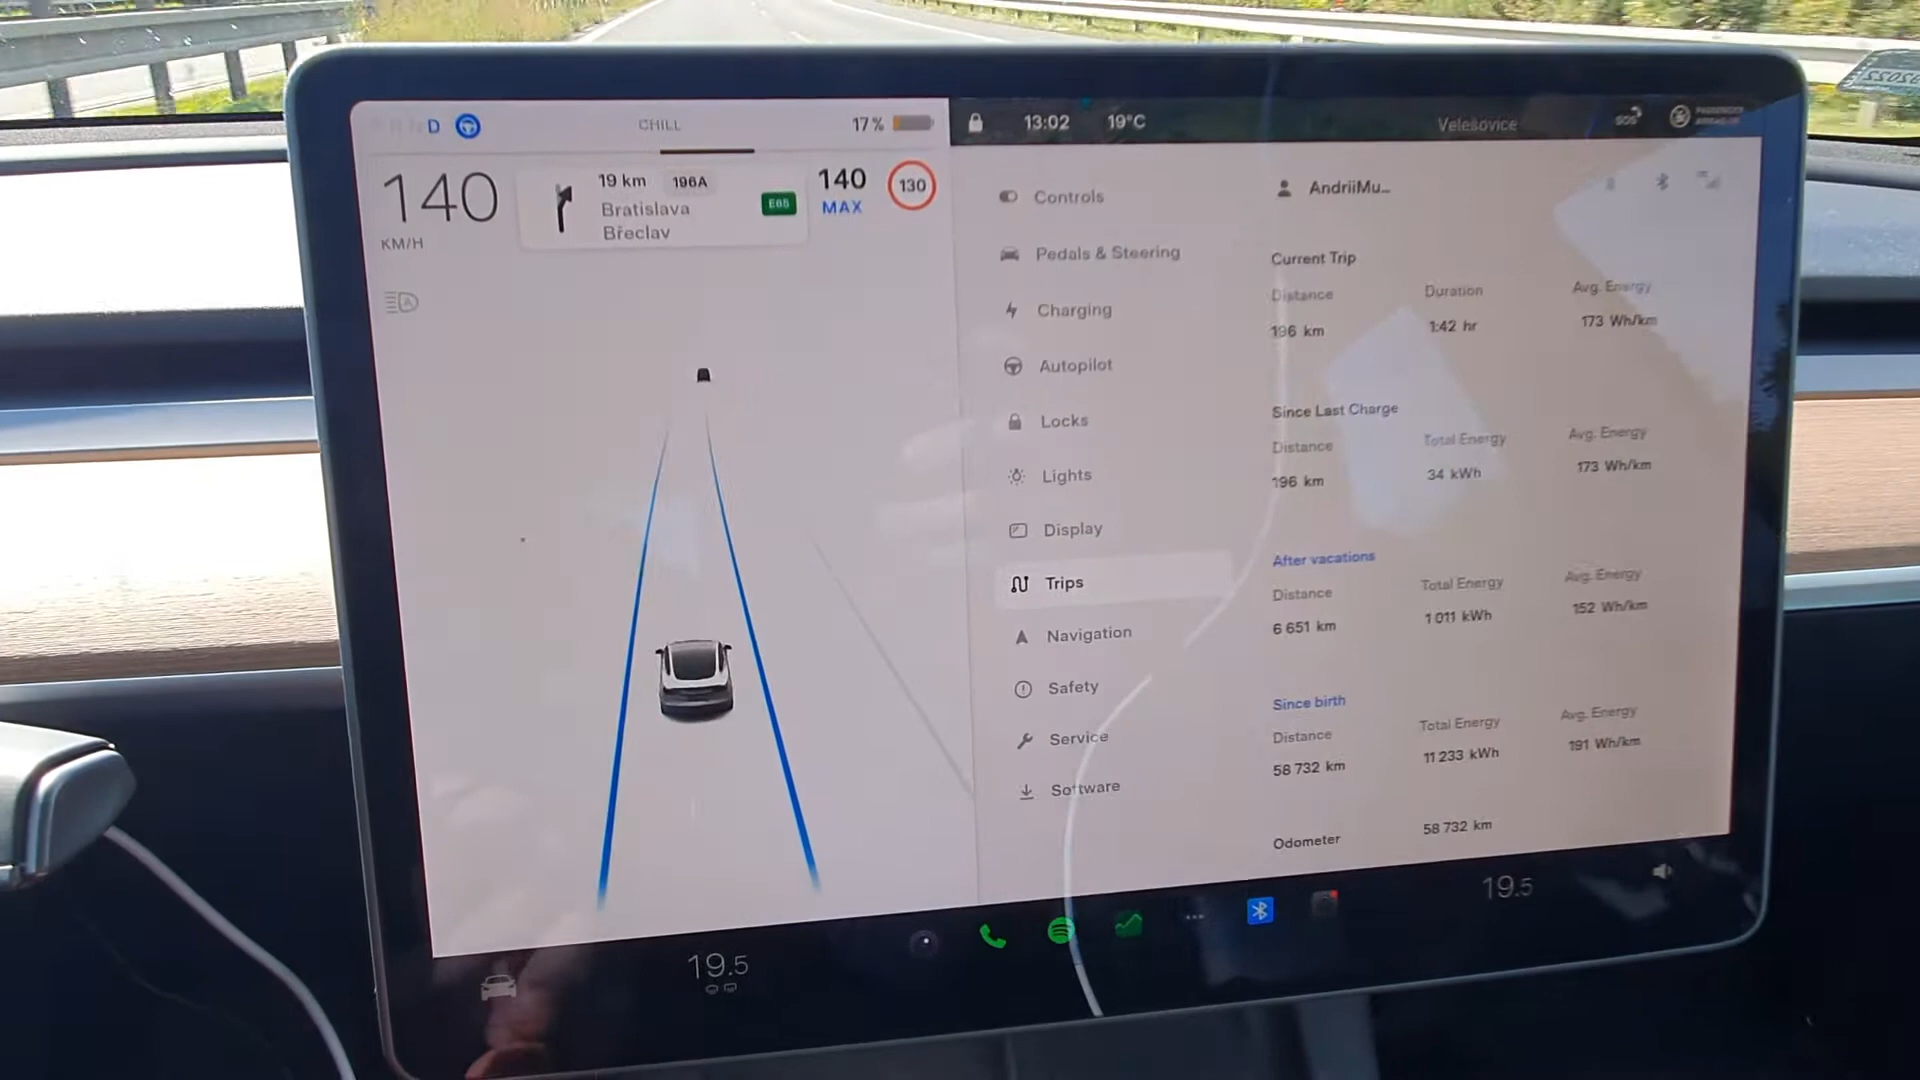 D
CHILL
17%
13:02
19°C
Velešovice
SOS
140
KM/H
19 km
196A
Bratislava
Břeclav
E65
140
MAX
130
Controls
Pedals & Steering
Charging
Autopilot
Locks
Lights
Display
Trips
Navigation
Safety
Service
Software
AndriiMu...
Current Trip
Distance Duration Avg. Energy
196 km 1:42 hr 173 Wh/km
Since Last Charge
Distance Total Energy Avg. Energy
196 km 34 kWh 173 Wh/km
After vacations
Distance Total Energy Avg. Energy
6 651 km 1 011 kWh 152 Wh/km
Since birth
Distance Total Energy Avg. Energy
58 732 km 11 233 kWh 191 Wh/km
Odometer 58 732 km
19.5
19.5